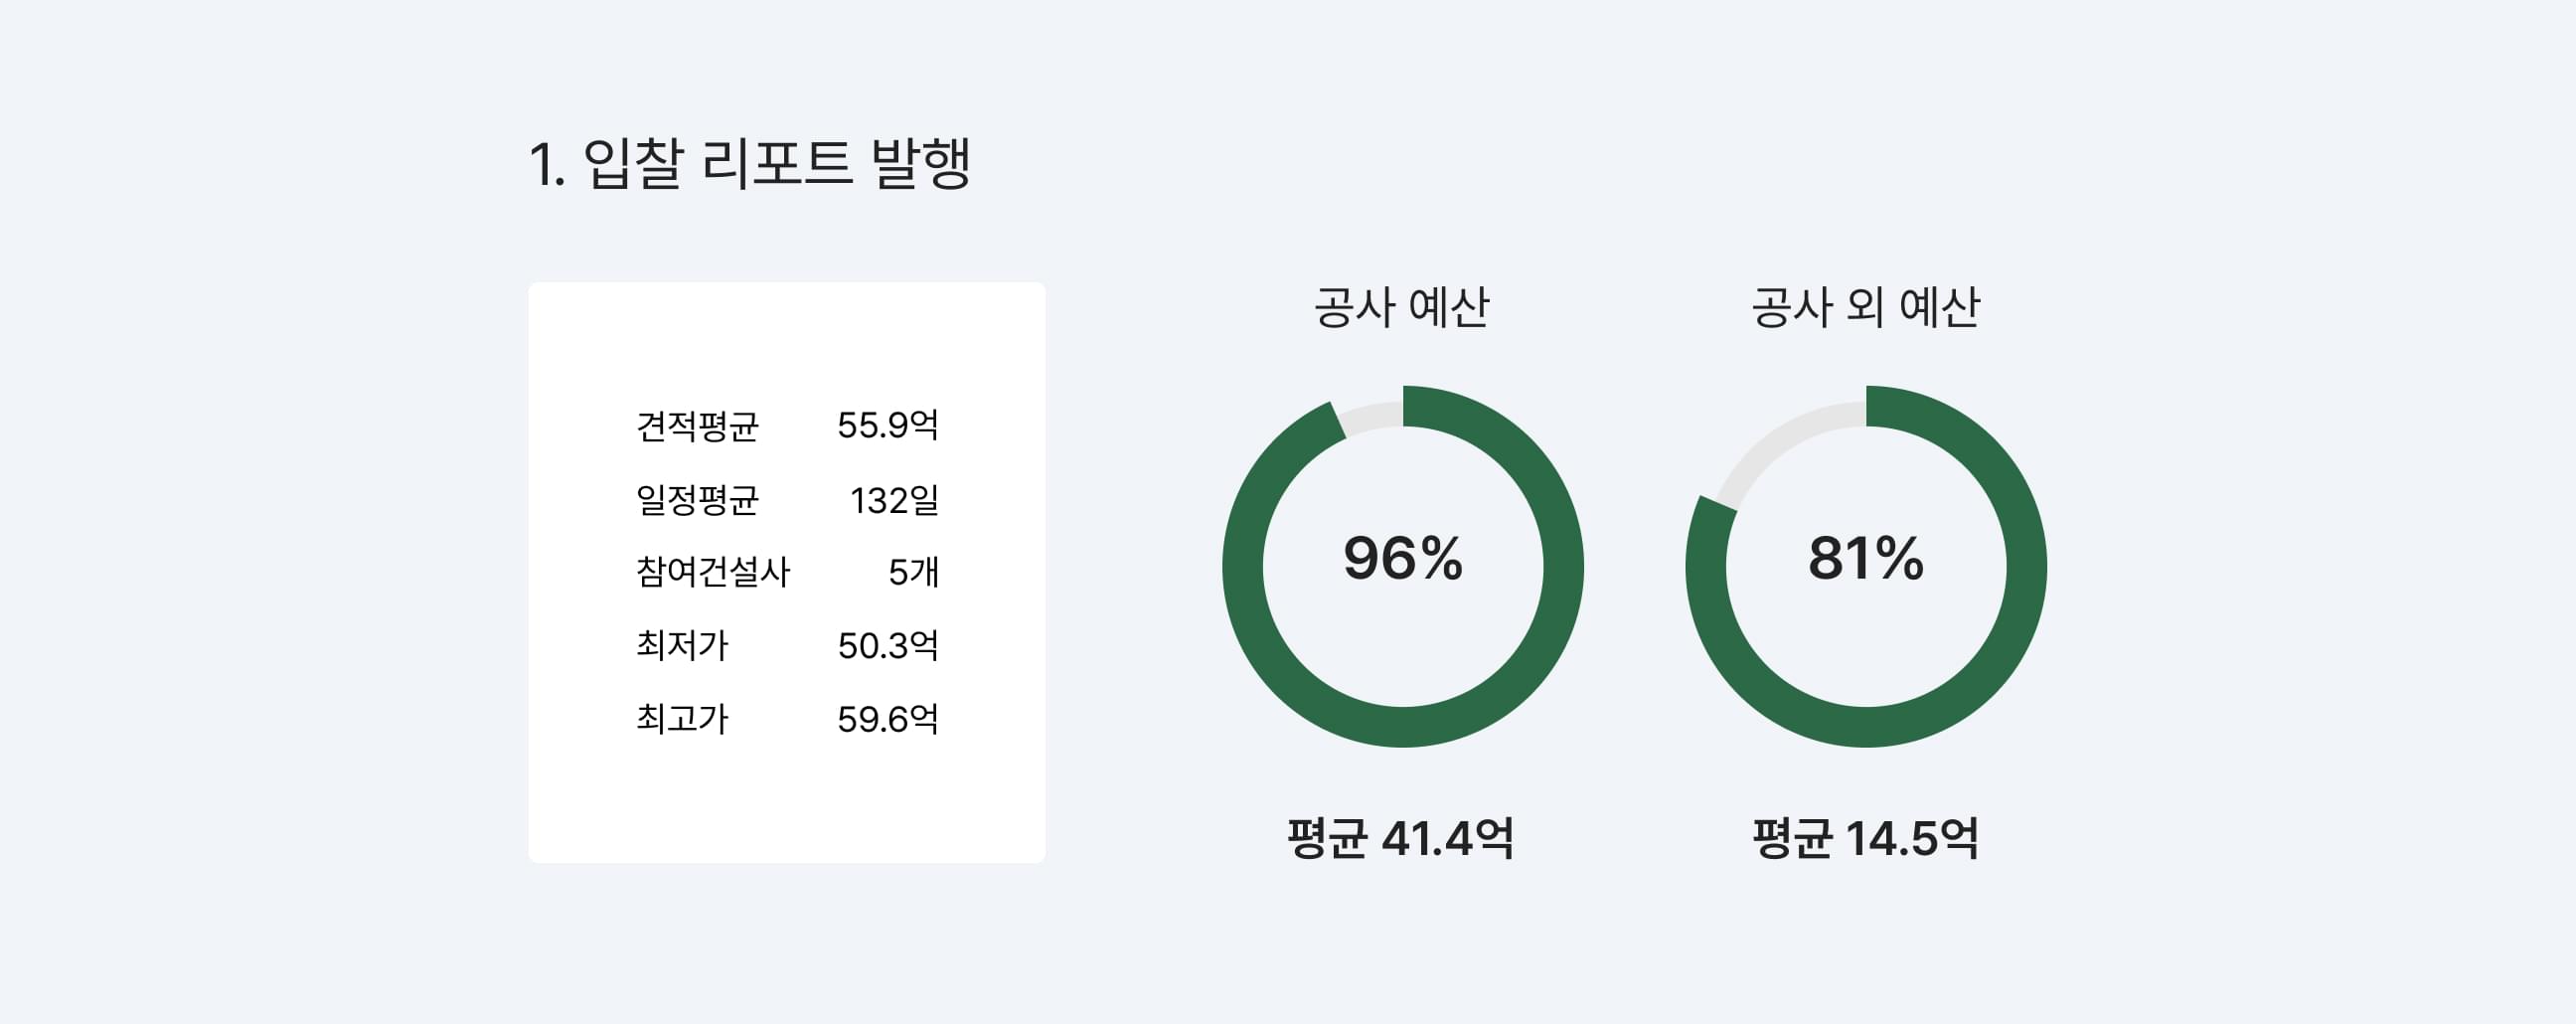 1. 입찰 리포트 발행
견적평균 55.9억
일정평균 132일
참여건설사 5개
최저가 50.3억
최고가 59.6억
공사 예산
96%
평균 41.4억
공사 외 예산
81%
평균 14.5억